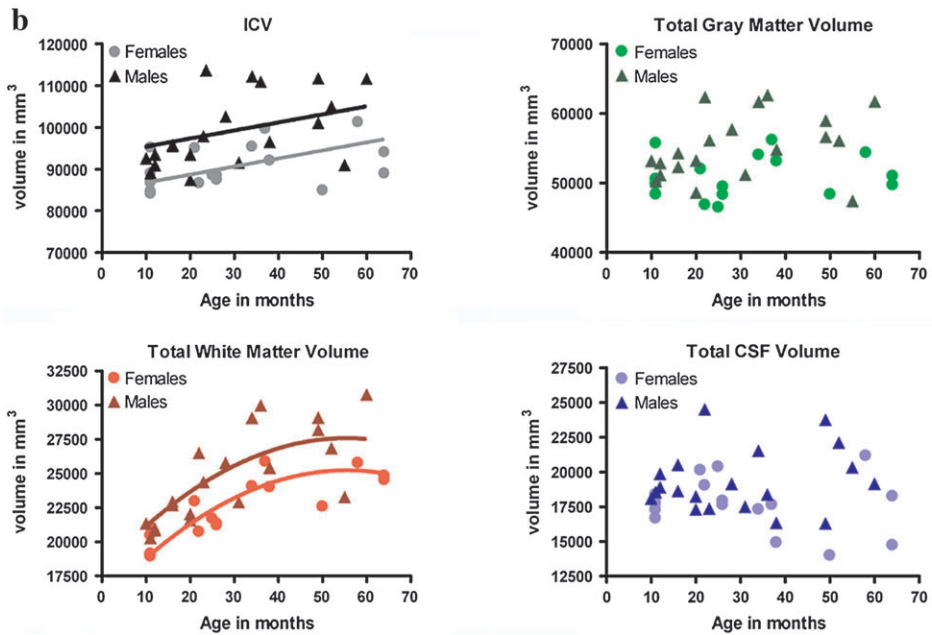 b
ICV
Females
Males
volume in mm3
120000
110000
100000
90000
80000
70000
0 10 20 30 40 50 60 70
Age in months
Total Gray Matter Volume
Females
Males
volume in mm3
70000
60000
50000
40000
0 10 20 30 40 50 60 70
Age in months
Total White Matter Volume
Females
Males
volume in mm3
32500
30000
27500
25000
22500
20000
17500
0 10 20 30 40 50 60 70
Age in months
Total CSF Volume
Females
Males
volume in mm3
27500
25000
22500
20000
17500
15000
12500
0 10 20 30 40 50 60 70
Age in months